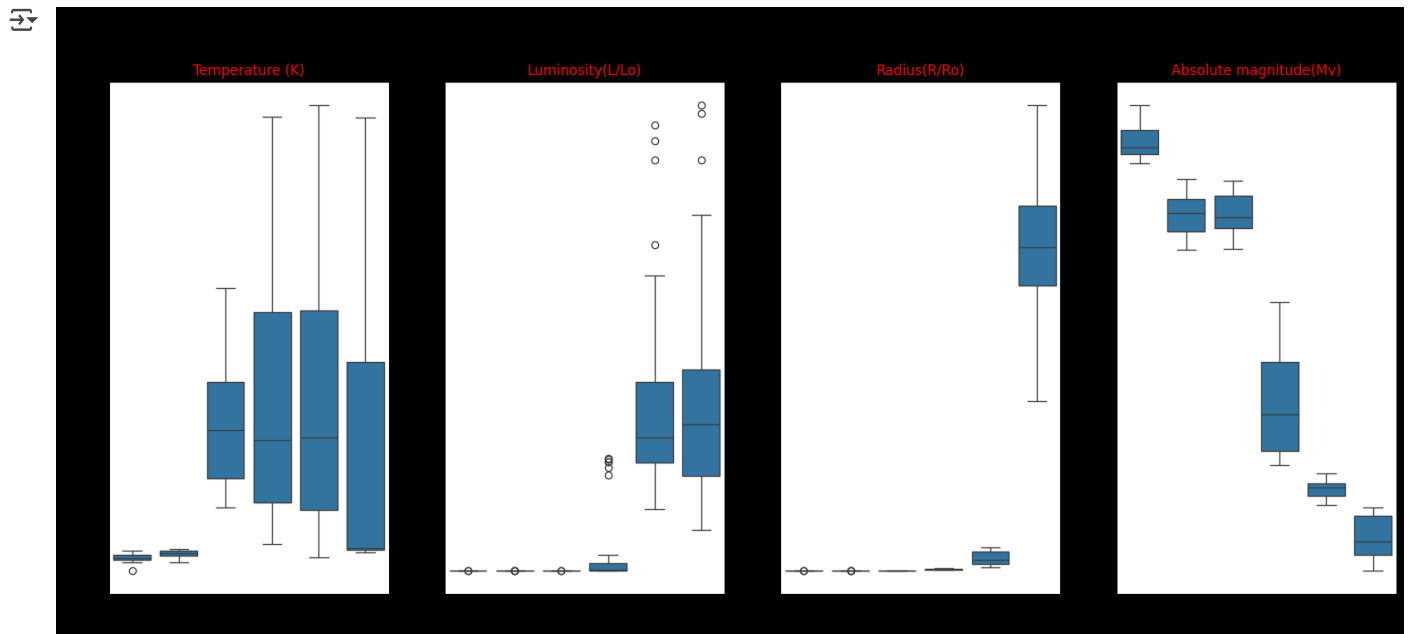 Temperature (K)
Luminosity(L/Lo)
Radius(R/Ro)
Absolute magnitude(Mv)